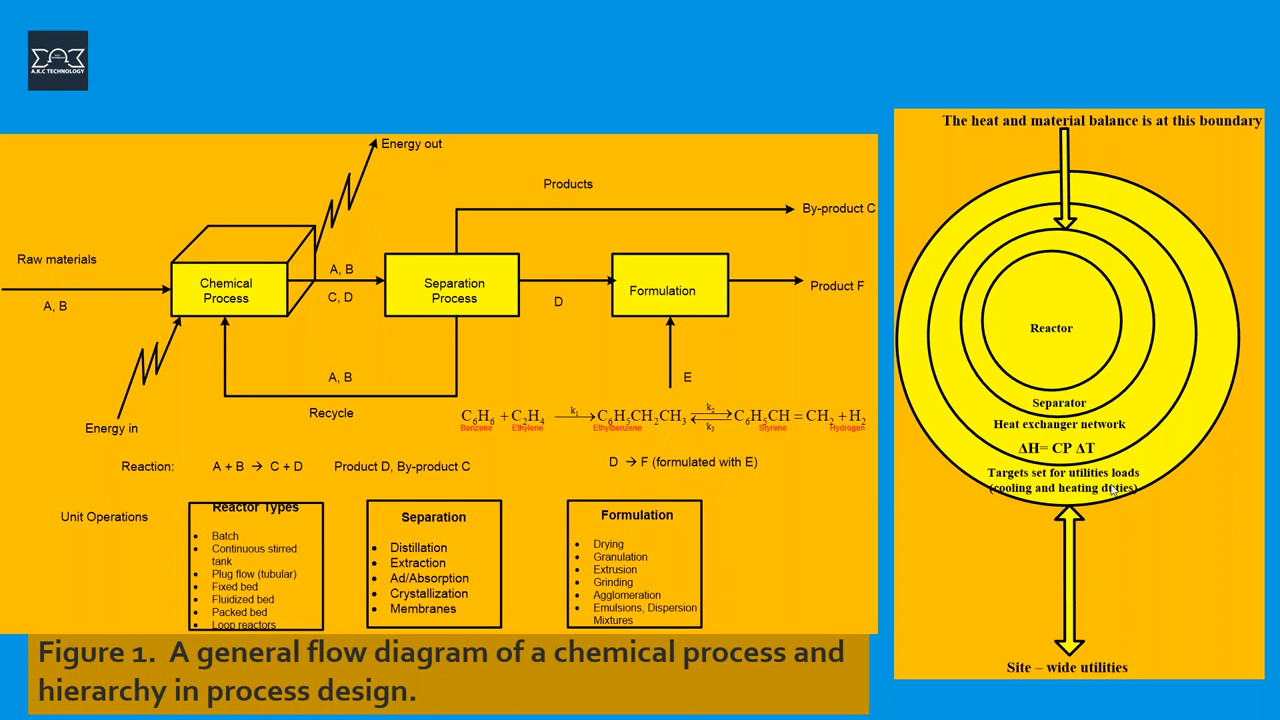 A.K.C TECHNOLOGY
Energy out
Products
By-product C
Raw materials
A, B
Chemical
Process
A, B
C, D
Separation
Process
D
Formulation
Product F
A, B
E
Recycle
Energy in
C6H6 + C2H4 k1 → C6H5CH2CH3 k2 ⇌ k3 C6H5CH = CH2 + H2
Benzene Ethylene Ethylbenzene Styrene Hydrogen
Reaction: A + B → C + D Product D, By-product C D → F (formulated with E)
Unit Operations
Reactor Types
• Batch
• Continuous stirred
tank
• Plug flow (tubular)
• Fixed bed
• Fluidized bed
• Packed bed
• Loop reactors
Separation
• Distillation
• Extraction
• Ad/Absorption
• Crystallization
• Membranes
Formulation
• Drying
• Granulation
• Extrusion
• Grinding
• Agglomeration
• Emulsions, Dispersion
Mixtures
Figure 1. A general flow diagram of a chemical process and
hierarchy in process design.
The heat and material balance is at this boundary
Reactor
Separator
Heat exchanger network
ΔH= CP ΔT
Targets set for utilities loads
(cooling and heating duties)
Site – wide utilities